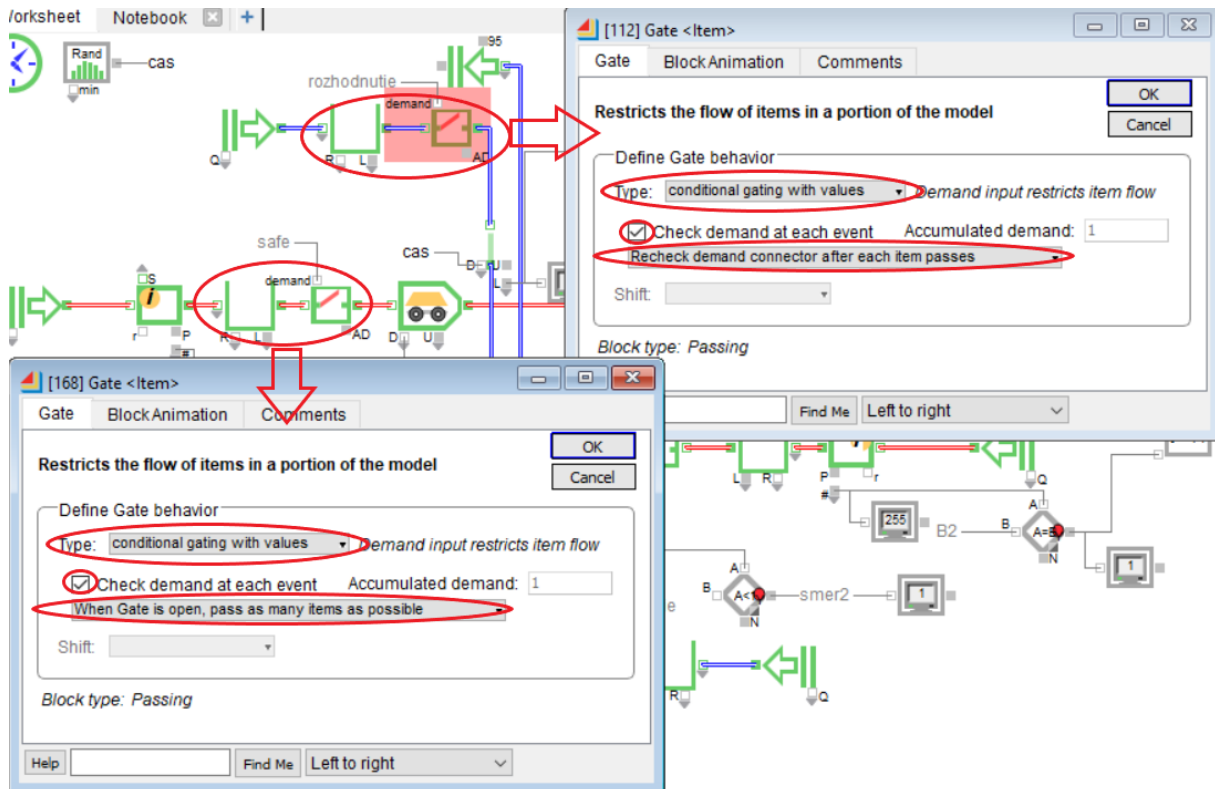 Worksheet Notebook +
Rand
min
cas
rozhodnutie
95
demand
Q
R L
AD
safe
demand
S
i
r P
#
R L
AD
cas
D U
D U
L
[112] Gate <Item>
Gate BlockAnimation Comments
OK
Restricts the flow of items in a portion of the model
Cancel
Define Gate behavior
Type: conditional gating with values Demand input restricts item flow
Check demand at each event Accumulated demand: 1
Recheck demand connector after each item passes
Shift:
Block type: Passing
Find Me Left to right
[168] Gate <Item>
Gate BlockAnimation Comments
OK
Restricts the flow of items in a portion of the model
Cancel
Define Gate behavior
Type: conditional gating with values Demand input restricts item flow
Check demand at each event Accumulated demand: 1
When Gate is open, pass as many items as possible
Shift:
Block type: Passing
Help Find Me Left to right
L R
P r
#
Q
255
B2
A
B
A=B
N
1
A
B
A<
N
smer2
1
R
Q